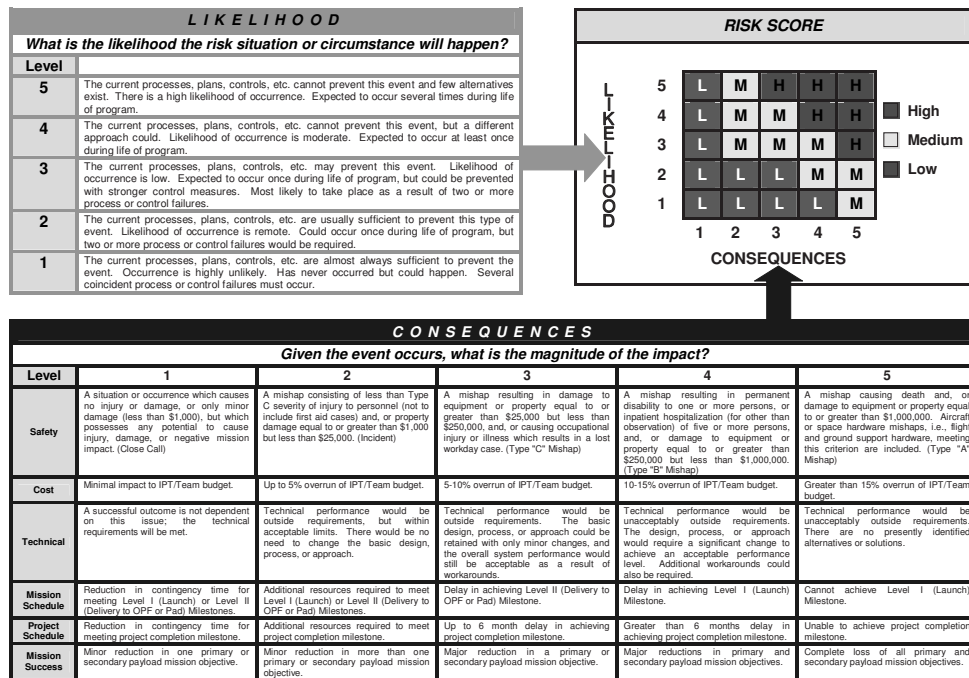 LIKELIHOOD
What is the likelihood the risk situation or circumstance will happen?
Level
5
The current processes, plans, controls, etc. cannot prevent this event and few alternatives
exist. There is a high likelihood of occurrence. Expected to occur several times during life
of program.
4
The current processes, plans, controls, etc. cannot prevent this event, but a different
approach could. Likelihood of occurrence is moderate. Expected to occur at least once
during life of program.
3
The current processes, plans, controls, etc. may prevent this event. Likelihood of
occurrence is low. Expected to occur once during life of program, but could be prevented
with stronger control measures. Most likely to take place as a result of two or more
process or control failures.
2
The current processes, plans, controls, etc. are usually sufficient to prevent this type of
event. Likelihood of occurrence is remote. Could occur once during life of program, but
two or more process or control failures would be required.
1
The current processes, plans, controls, etc. are almost always sufficient to prevent the
event. Occurrence is highly unlikely. Has never occurred but could happen. Several
coincident process or control failures must occur.
RISK SCORE
LIKELIHOOD
5 L M H H H
4 L M M H H
3 L M M M H
2 L L L M M
1 L L L L M
1 2 3 4 5
CONSEQUENCES
High
Medium
Low
CONSEQUENCES
Given the event occurs, what is the magnitude of the impact?
Level 1 2 3 4 5
Safety
A situation or occurrence which causes
no injury or damage, or only minor
damage (less than $1,000), but which
possesses any potential to cause
injury, damage, or negative mission
impact. (Close Call)
A mishap consisting of less than Type
C severity of injury to personnel (not to
include first aid cases) and, or property
damage equal to or greater than $1,000
but less than $25,000. (Incident)
A mishap resulting in damage to
equipment or property equal to or
greater than $25,000 but less than
$250,000, and, or causing occupational
injury or illness which results in a lost
workday case. (Type "C" Mishap)
A mishap resulting in permanent
disability to one or more persons, or
inpatient hospitalization (for other than
observation) of five or more persons,
and, or damage to equipment or
property equal to or greater than
$250,000 but less than $1,000,000.
(Type "B" Mishap)
A mishap causing death and, or
damage to equipment or property equal
to or greater than $1,000,000. Aircraft
or space hardware mishaps, i.e., flight
and ground support hardware, meeting
this criterion are included. (Type "A"
Mishap)
Cost
Minimal impact to IPT/Team budget.
Up to 5% overrun of IPT/Team budget.
5-10% overrun of IPT/Team budget.
10-15% overrun of IPT/Team budget.
Greater than 15% overrun of IPT/Team
budget.
Technical
A successful outcome is not dependent
on this issue; the technical
requirements will be met.
Technical performance would be
outside requirements, but within
acceptable limits. There would be no
need to change the basic design,
process, or approach.
Technical performance would be
outside requirements. The basic
design, process, or approach could be
retained with only minor changes, and
the overall system performance would
still be acceptable as a result of
workarounds.
Technical performance would be
unacceptably outside requirements.
The design, process, or approach
would require a significant change to
achieve an acceptable performance
level. Additional workarounds could
also be required.
Technical performance would be
unacceptably outside requirements.
There are no presently identified
alternatives or solutions.
Mission
Schedule
Reduction in contingency time for
meeting Level I (Launch) or Level II
(Delivery to OPF or Pad) Milestones.
Additional resources required to meet
Level I (Launch) or Level II (Delivery to
OPF or Pad) Milestones.
Delay in achieving Level II (Delivery to
OPF or Pad) Milestone.
Delay in achieving Level I (Launch)
Milestone.
Cannot achieve Level I (Launch)
Milestone.
Project
Schedule
Reduction in contingency time for
meeting project completion milestone.
Additional resources required to meet
project completion milestone.
Up to 6 month delay in achieving
project completion milestone.
Greater than 6 months delay in
achieving project completion milestone.
Unable to achieve project completion
milestone.
Mission
Success
Minor reduction in one primary or
secondary payload mission objective.
Minor reduction in more than one
primary or secondary payload mission
objective.
Major reduction in a primary or
secondary payload mission objective.
Major reductions in primary and
secondary payload mission objectives.
Complete loss of all primary and
secondary payload mission objectives.